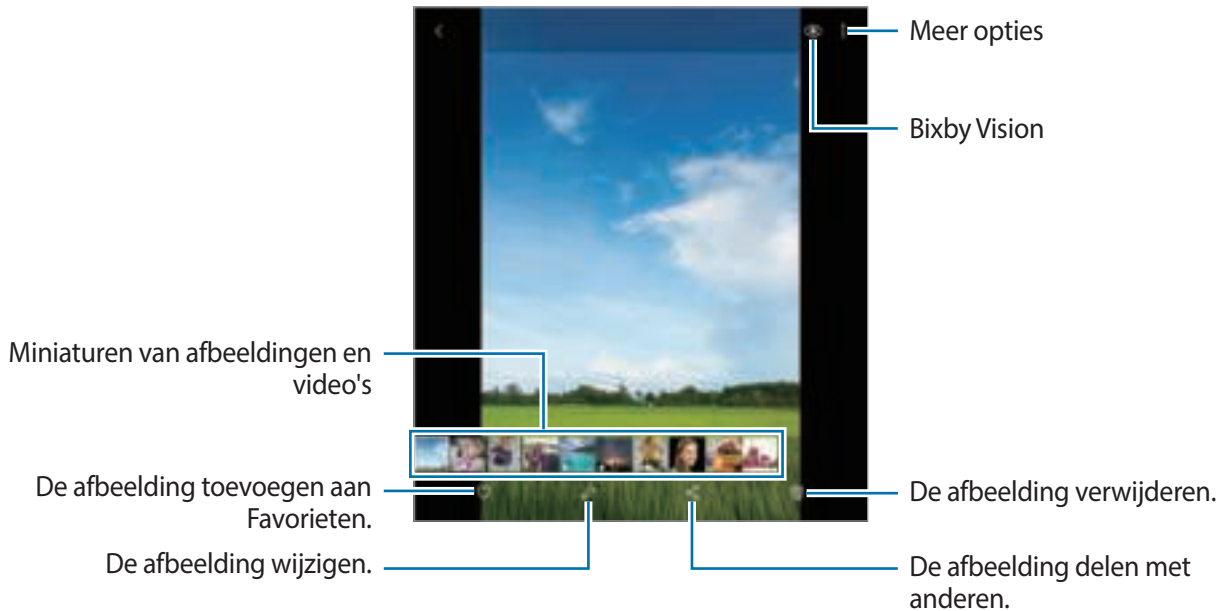 Meer opties
Bixby Vision
Miniaturen van afbeeldingen en
video's
De afbeelding toevoegen aan
Favorieten.
De afbeelding wijzigen.
De afbeelding verwijderen.
De afbeelding delen met
anderen.